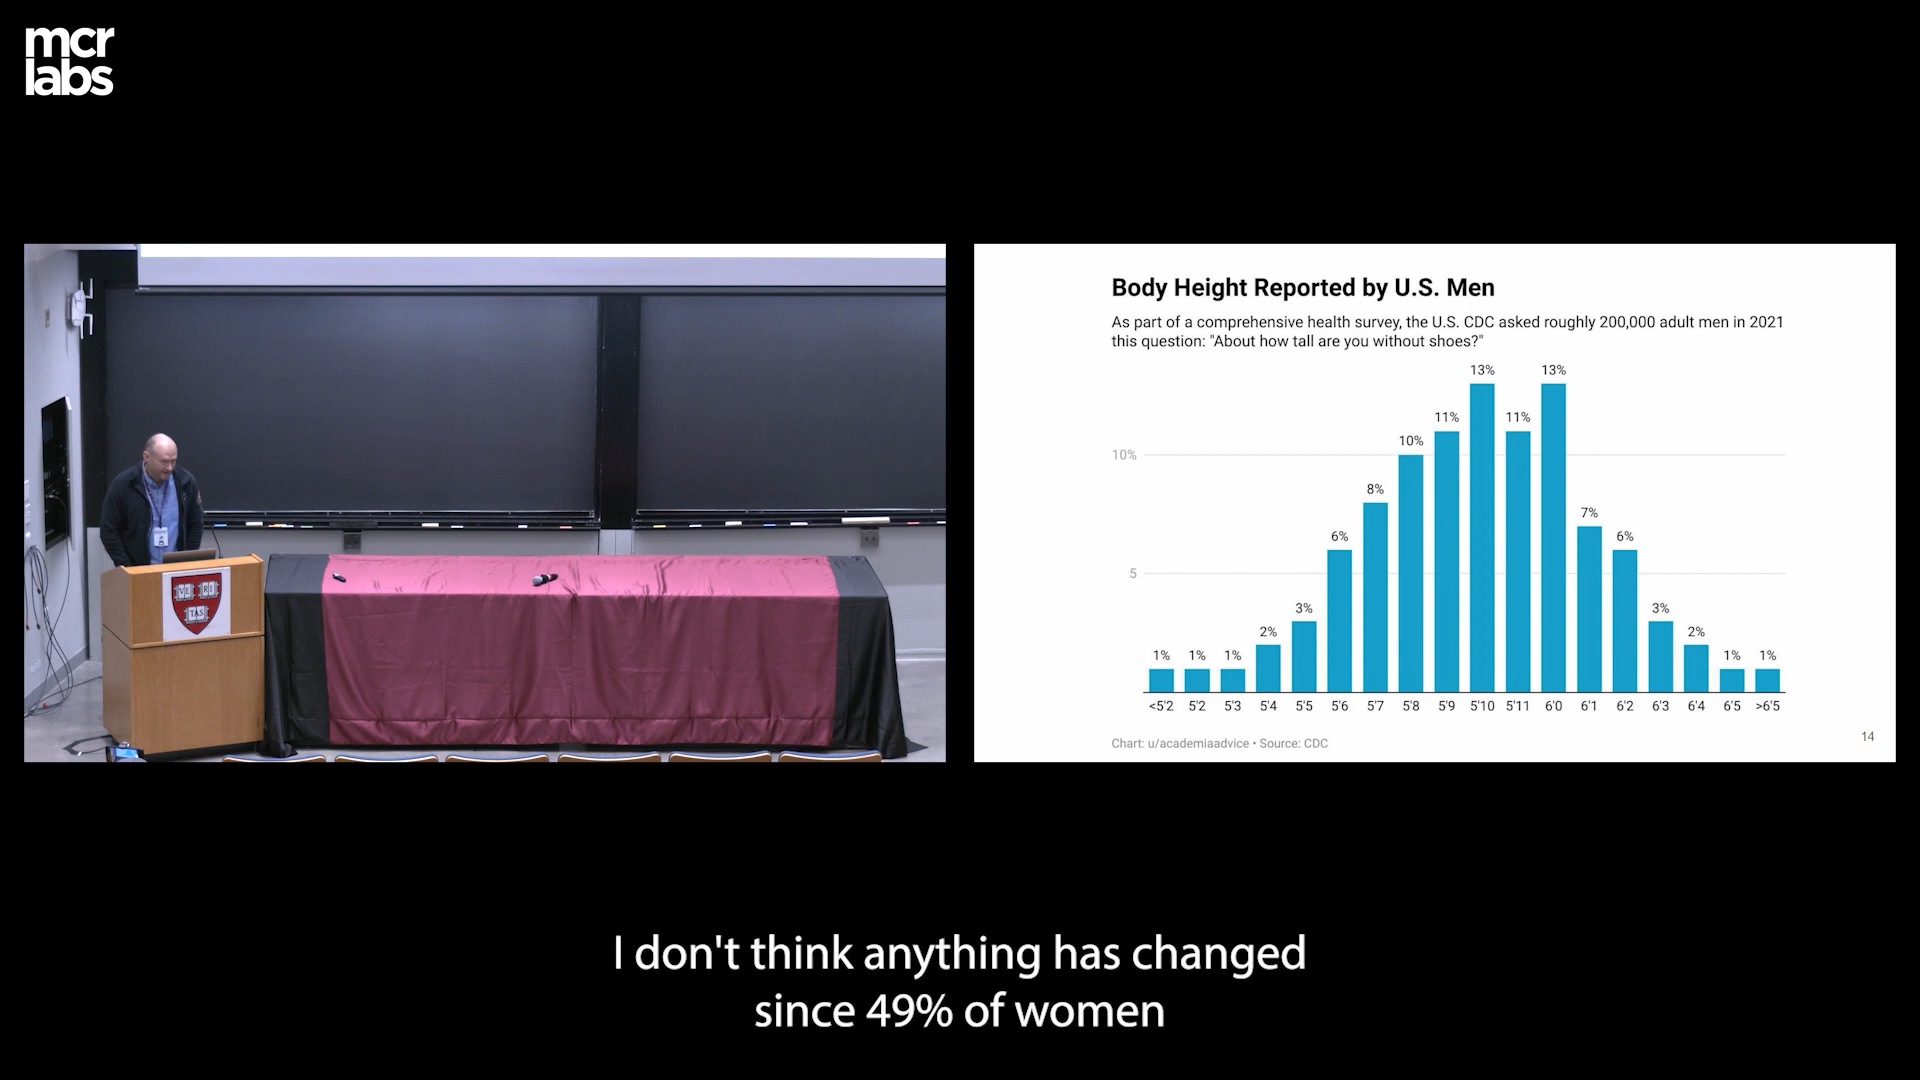 mcr
labs
VE RI
TAS
Body Height Reported by U.S. Men
As part of a comprehensive health survey, the U.S. CDC asked roughly 200,000 adult men in 2021
this question: "About how tall are you without shoes?"
13% 13%
11% 11%
10%
10%
8%
7%
6% 6%
5
3% 3%
2% 2%
1% 1% 1% 1% 1%
<5'2 5'2 5'3 5'4 5'5 5'6 5'7 5'8 5'9 5'10 5'11 6'0 6'1 6'2 6'3 6'4 6'5 >6'5
Chart: u/academiaadvice • Source: CDC
14
I don't think anything has changed
since 49% of women